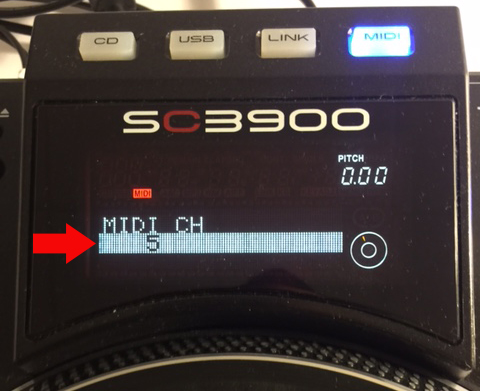 CD USB LINK MIDI
SC3900
PITCH
0.00
MIDI
MIDI CH
5